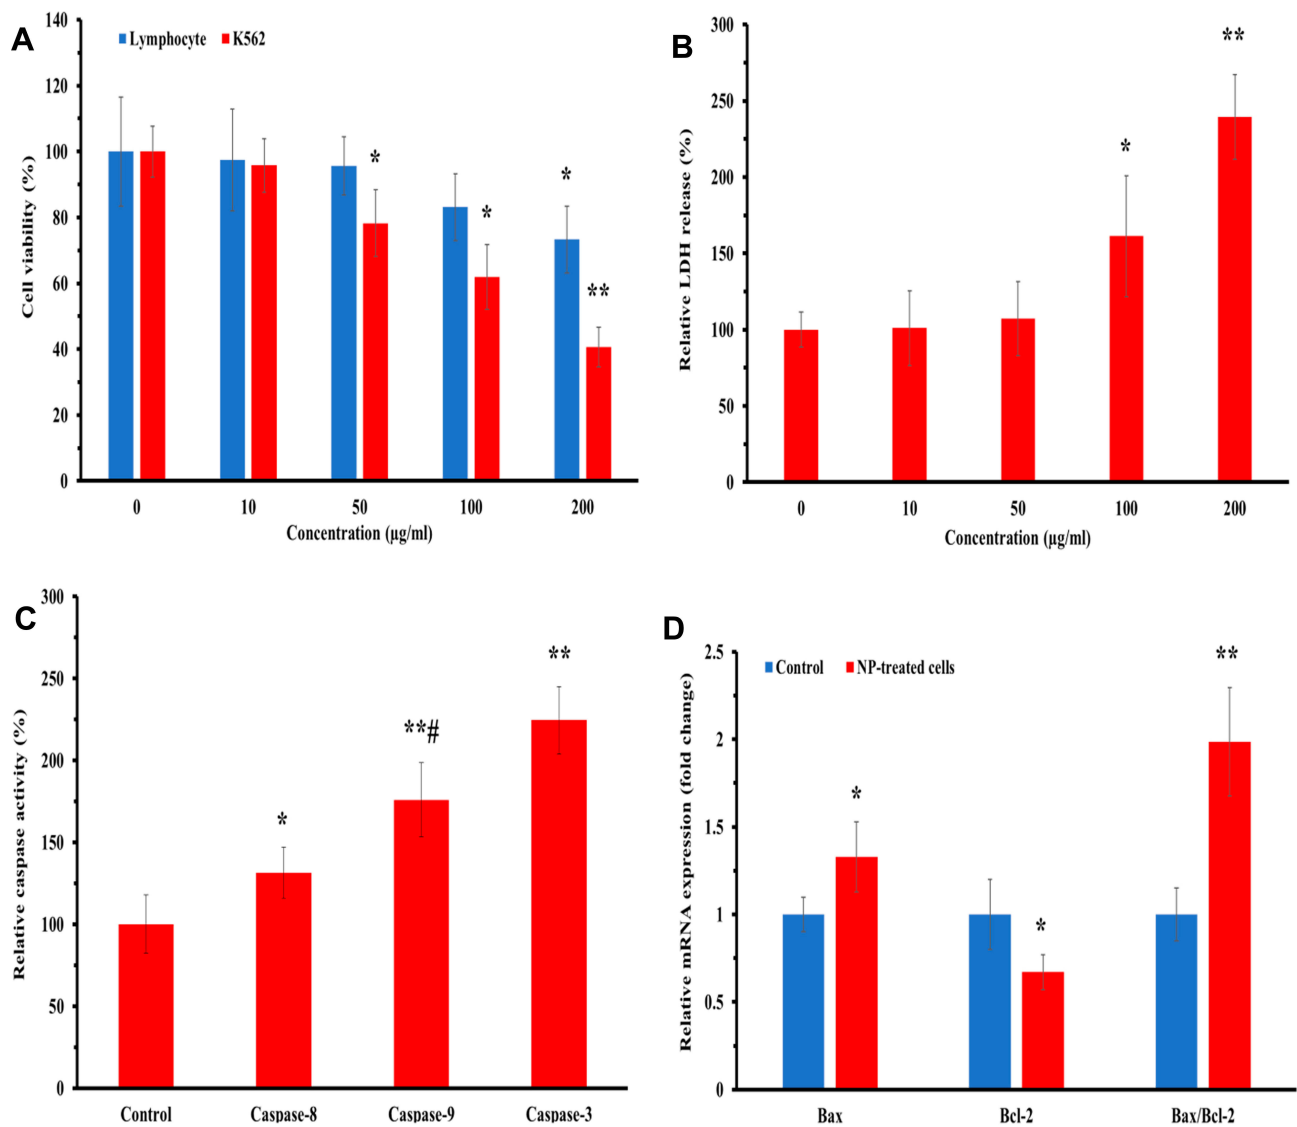 A
Cell viability (%)
140
120
100
80
60
40
20
0
Lymphocyte K562
*
*
*
**
0 10 50 100 200
Concentration (µg/ml)
B
Relative LDH release (%)
300
250
200
150
100
50
0
*
**
0 10 50 100 200
Concentration (µg/ml)
C
Relative caspase activity (%)
300
250
200
150
100
50
0
*
**#
**
Control Caspase-8 Caspase-9 Caspase-3
D
Relative mRNA expression (fold change)
2.5
2
1.5
1
0.5
0
Control NP-treated cells
*
*
**
Bax Bcl-2 Bax/Bcl-2